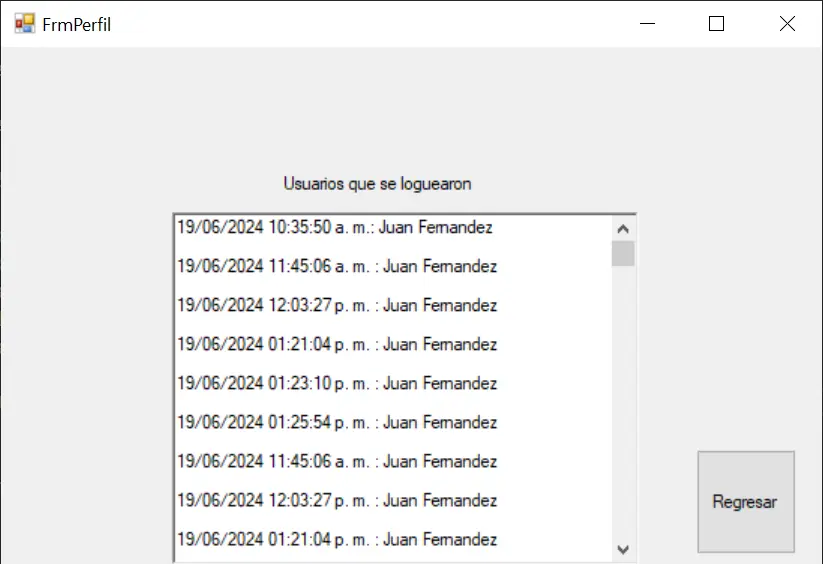 FrmPerfil
Usuarios que se loguearon
19/06/2024 10:35:50 a. m.: Juan Fernandez
19/06/2024 11:45:06 a. m. : Juan Fernandez
19/06/2024 12:03:27 p. m. : Juan Fernandez
19/06/2024 01:21:04 p. m. : Juan Fernandez
19/06/2024 01:23:10 p. m. : Juan Fernandez
19/06/2024 01:25:54 p. m. : Juan Fernandez
19/06/2024 11:45:06 a. m. : Juan Fernandez
19/06/2024 12:03:27 p. m. : Juan Fernandez
19/06/2024 01:21:04 p. m. : Juan Fernandez
Regresar